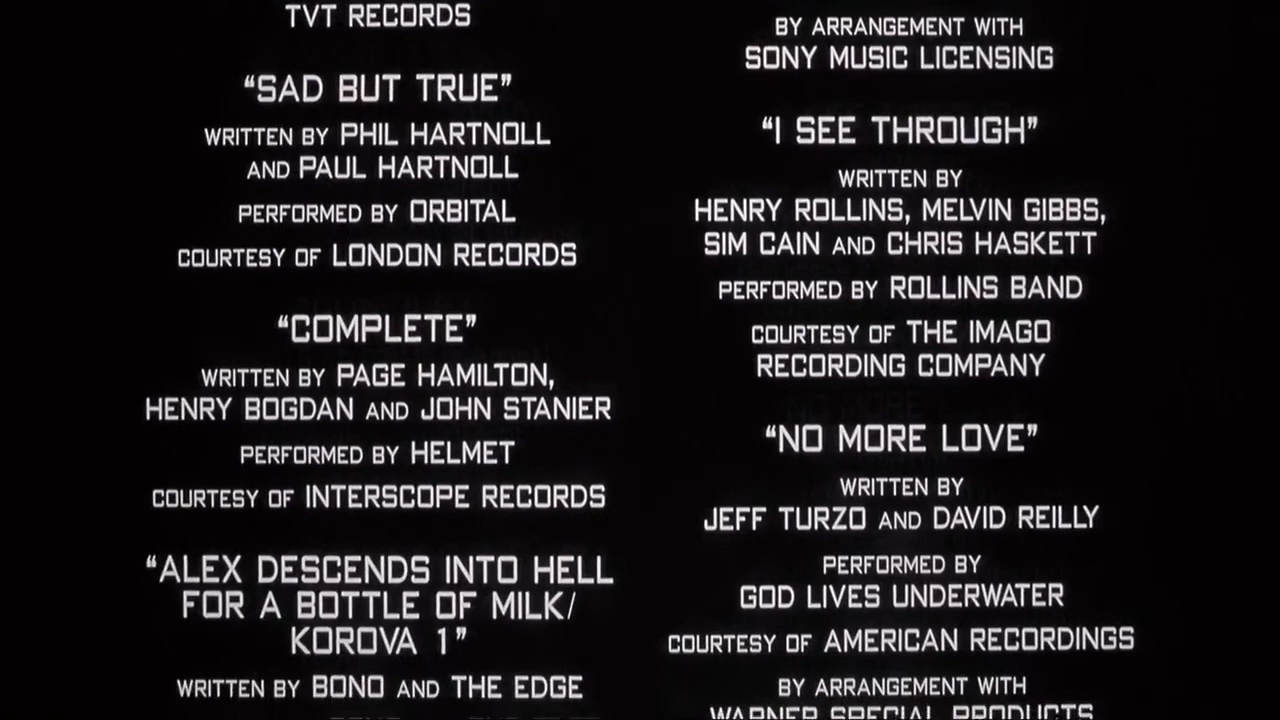 TVT RECORDS
"SAD BUT TRUE"
WRITTEN BY PHIL HARTNOLL
AND PAUL HARTNOLL
PERFORMED BY ORBITAL
COURTESY OF LONDON RECORDS
"COMPLETE"
WRITTEN BY PAGE HAMILTON,
HENRY BOGDAN AND JOHN STANIER
PERFORMED BY HELMET
COURTESY OF INTERSCOPE RECORDS
"ALEX DESCENDS INTO HELL
FOR A BOTTLE OF MILK/
KOROVA 1"
WRITTEN BY BONO AND THE EDGE
BY ARRANGEMENT WITH
SONY MUSIC LICENSING
"I SEE THROUGH"
WRITTEN BY
HENRY ROLLINS, MELVIN GIBBS,
SIM CAIN AND CHRIS HASKETT
PERFORMED BY ROLLINS BAND
COURTESY OF THE IMAGO
RECORDING COMPANY
"NO MORE LOVE"
WRITTEN BY
JEFF TURZO AND DAVID REILLY
PERFORMED BY
GOD LIVES UNDERWATER
COURTESY OF AMERICAN RECORDINGS
BY ARRANGEMENT WITH
WARNER SPECIAL PRODUCTS